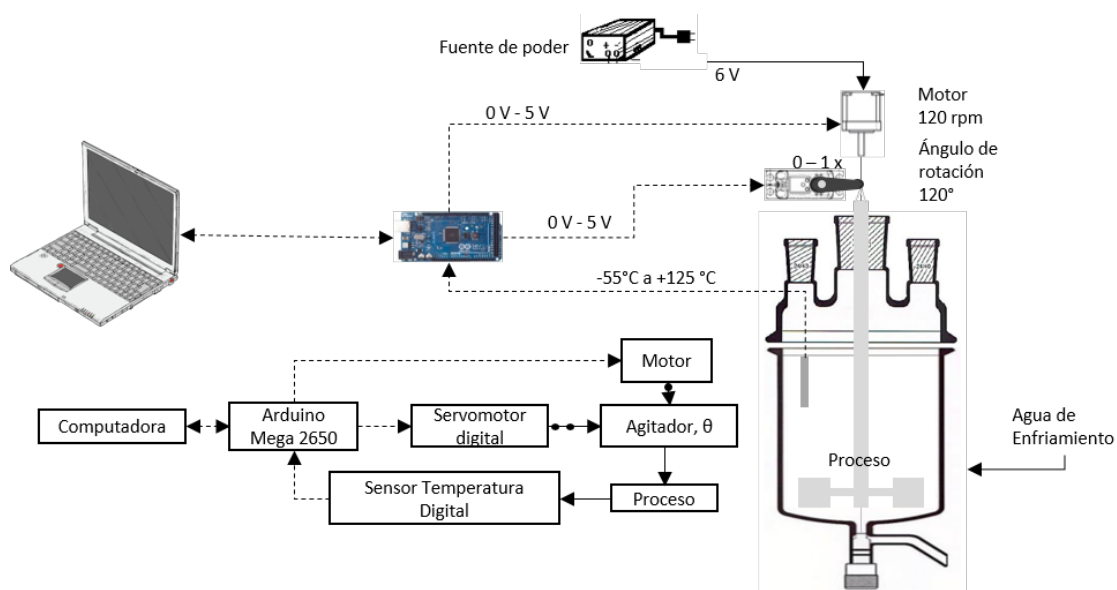 Fuente de poder
6 V
Motor
120 rpm
0 V - 5 V
Ángulo de
rotación
120°
0 – 1 x
0 V - 5 V
-55°C a +125 °C
Motor
Computadora
Arduino
Mega 2650
Servomotor
digital
Agitador, θ
Agua de
Enfriamiento
Proceso
Sensor Temperatura
Digital
Proceso